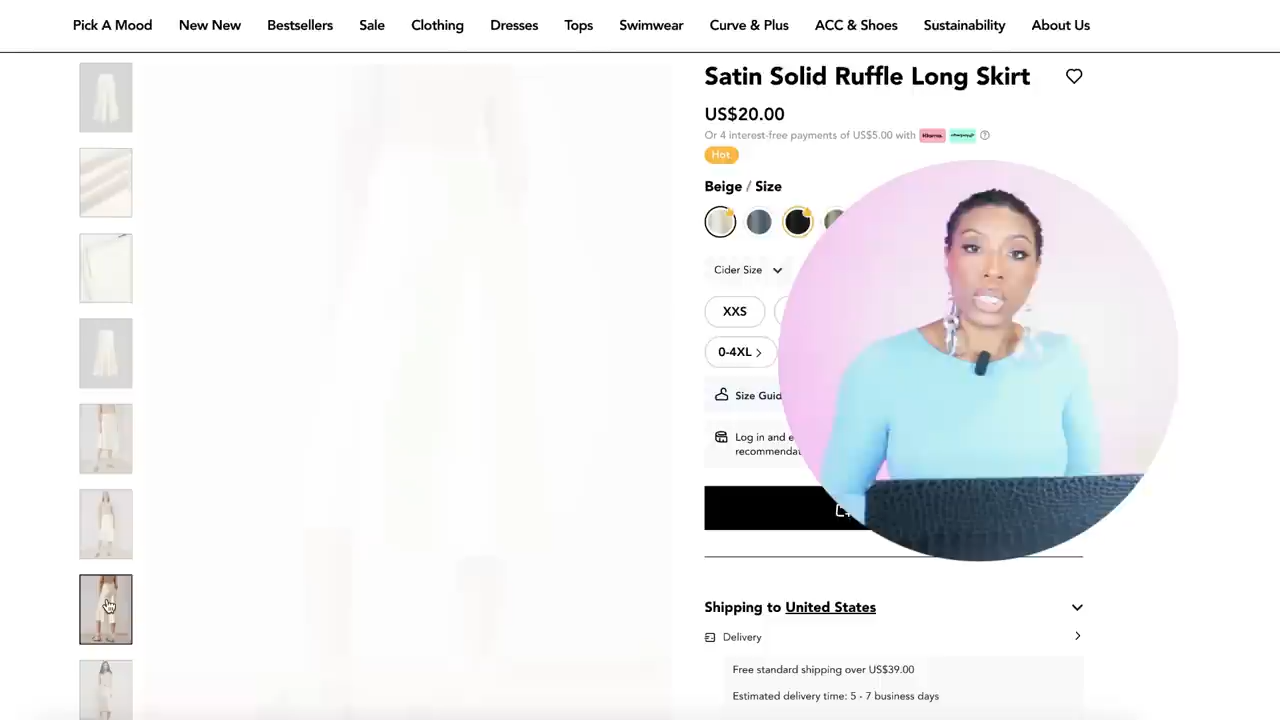 Pick A Mood New New Bestsellers Sale Clothing Dresses Tops Swimwear Curve & Plus ACC & Shoes Sustainability About Us
Satin Solid Ruffle Long Skirt
US$20.00
Or 4 interest-free payments of US$5.00 with Klarna. afterpay
Hot
Beige / Size
Cider Size
XXS
0-4XL >
Size Guid
Log in and e
recommendat
Shipping to United States
Delivery
Free standard shipping over US$39.00
Estimated delivery time: 5 - 7 business days